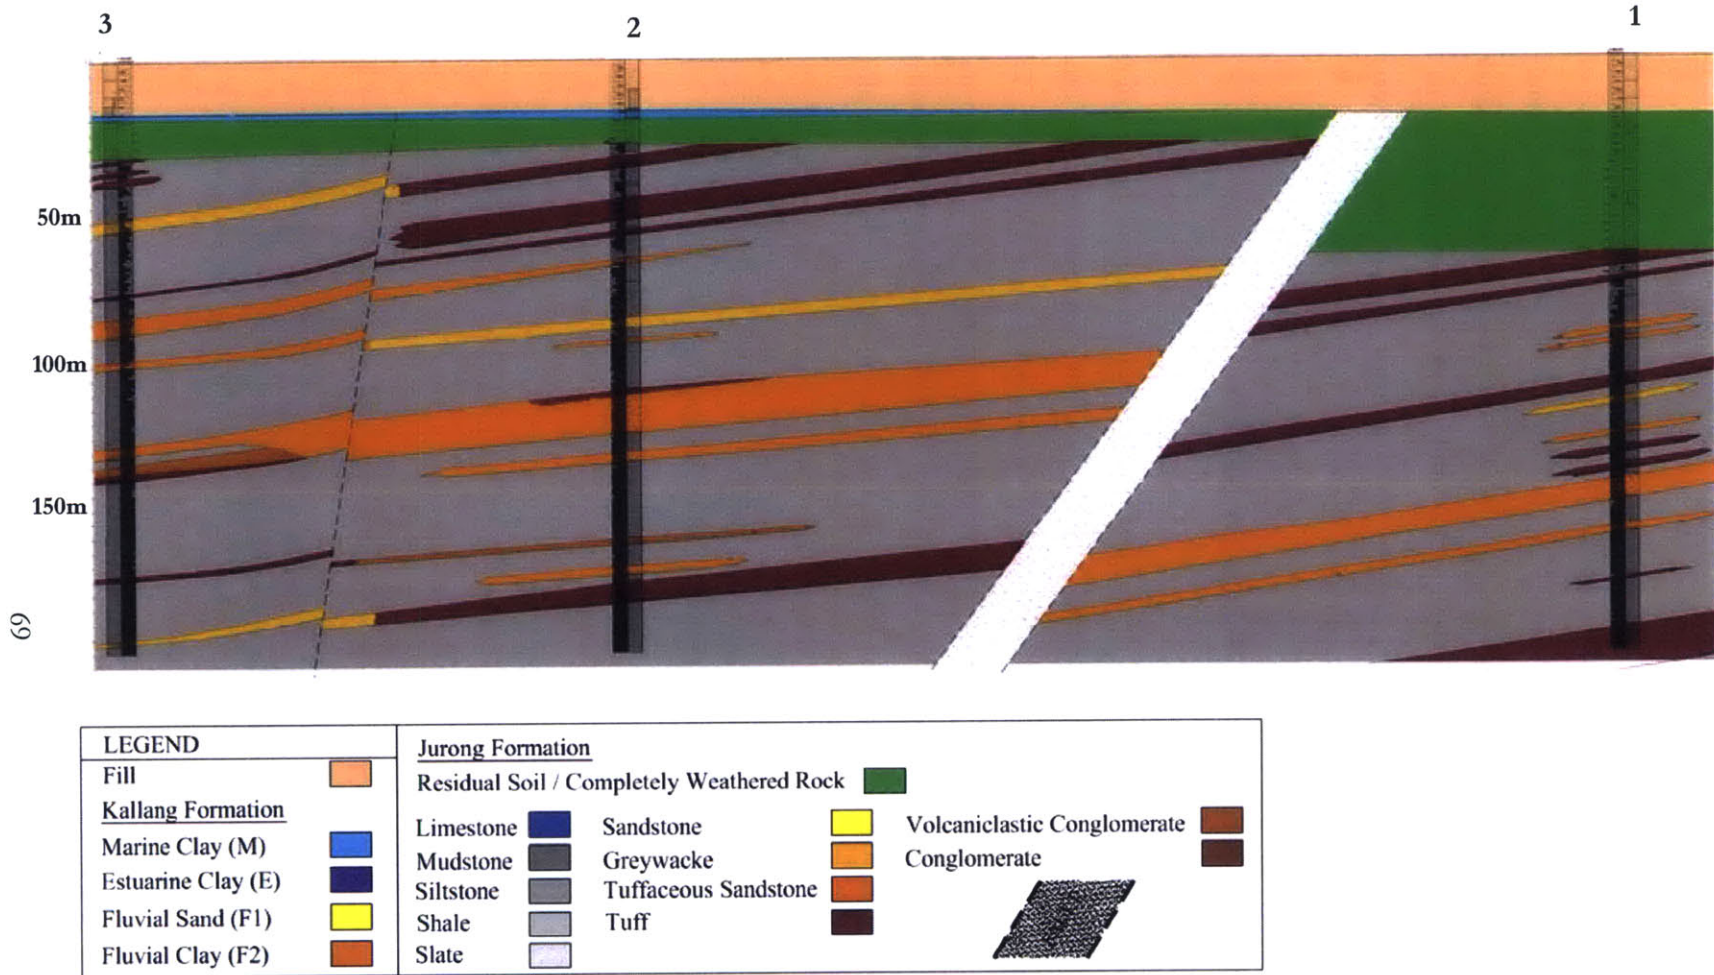 3 2 1
50m
100m
150m
69
LEGEND
Fill
Kallang Formation
Marine Clay (M)
Estuarine Clay (E)
Fluvial Sand (F1)
Fluvial Clay (F2)
Jurong Formation
Residual Soil / Completely Weathered Rock
Limestone Sandstone Volcaniclastic Conglomerate
Mudstone Greywacke Conglomerate
Siltstone Tuffaceous Sandstone
Shale Tuff
Slate